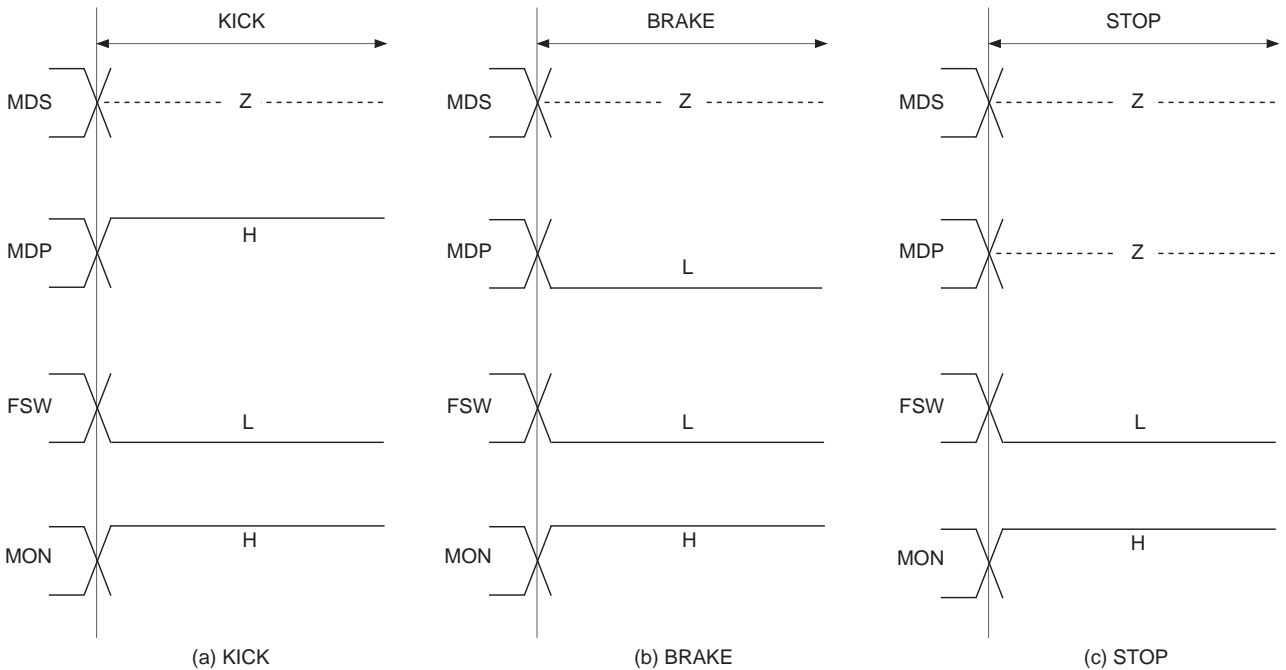 KICK
MDS
Z
MDP
H
FSW
L
MON
H
(a) KICK
BRAKE
MDS
Z
MDP
L
FSW
L
MON
H
(b) BRAKE
STOP
MDS
Z
MDP
Z
FSW
L
MON
H
(c) STOP